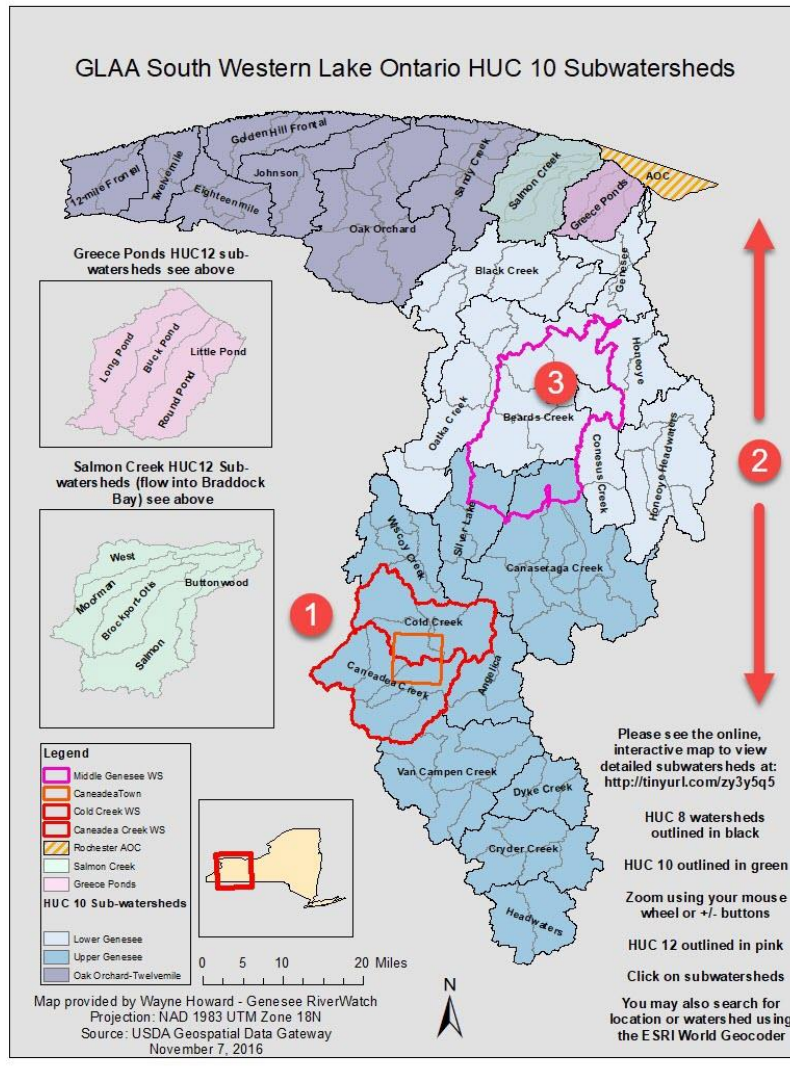 GLAA South Western Lake Ontario HUC 10 Subwatersheds
12-mile Frontal
Twelvemile
Golden Hill Frontal
Johnson
Eighteenmile
Oak Orchard
Sandy Creek
Salmon Creek
Greece Ponds
AOC
Black Creek
Genesee
Honeoye
3
Beards Creek
Oatka Creek
Conesus Creek
Honeoye Headwaters
2
Silver Lake
Wiscoy Creek
Canaseraga Creek
1
Cold Creek
Caneadea Creek
Angelica
Van Campen Creek
Dyke Creek
Cryder Creek
Headwaters
Greece Ponds HUC12 sub-
watersheds see above
Long Pond
Buck Pond
Little Pond
Round Pond
Salmon Creek HUC12 Sub-
watersheds (flow into Braddock
Bay) see above
West
Moorman
Brockport-Otis
Buttonwood
Salmon
Legend
Middle Genesee WS
CaneadeaTown
Cold Creek WS
Caneadea Creek WS
Rochester AOC
Salmon Creek
Greece Ponds
HUC 10 Sub-watersheds
Lower Genesee
Upper Genesee
Oak Orchard-Twelvemile
0 5 10 20 Miles
N
Map provided by Wayne Howard - Genesee RiverWatch
Projection: NAD 1983 UTM Zone 18N
Source: USDA Geospatial Data Gateway
November 7, 2016
Please see the online,
interactive map to view
detailed subwatersheds at:
http://tinyurl.com/zy3y5q5
HUC 8 watersheds
outlined in black
HUC 10 outlined in green
Zoom using your mouse
wheel or +/- buttons
HUC 12 outlined in pink
Click on subwatersheds
You may also search for
location or watershed using
the ESRI World Geocoder